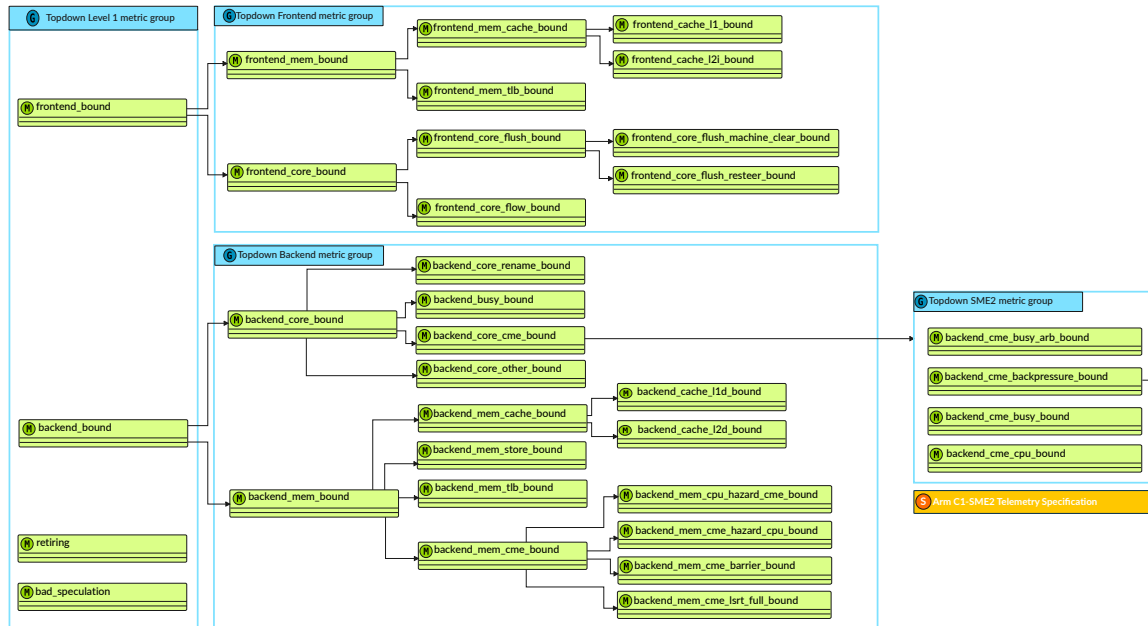 G Topdown Level 1 metric group
M frontend_bound
M backend_bound
M retiring
M bad_speculation
G Topdown Frontend metric group
M frontend_mem_bound
M frontend_mem_cache_bound
M frontend_cache_l1_bound
M frontend_cache_l2i_bound
M frontend_mem_tlb_bound
M frontend_core_bound
M frontend_core_flush_bound
M frontend_core_flush_machine_clear_bound
M frontend_core_flush_resteer_bound
M frontend_core_flow_bound
G Topdown Backend metric group
M backend_core_bound
M backend_core_rename_bound
M backend_busy_bound
M backend_core_cme_bound
M backend_core_other_bound
M backend_mem_bound
M backend_mem_cache_bound
M backend_cache_l1d_bound
M backend_cache_l2d_bound
M backend_mem_store_bound
M backend_mem_tlb_bound
M backend_mem_cme_bound
M backend_mem_cpu_hazard_cme_bound
M backend_mem_cme_hazard_cpu_bound
M backend_mem_cme_barrier_bound
M backend_mem_cme_lsrt_full_bound
G Topdown SME2 metric group
M backend_cme_busy_arb_bound
M backend_cme_backpressure_bound
M backend_cme_busy_bound
M backend_cme_cpu_bound
S Arm C1-SME2 Telemetry Specification